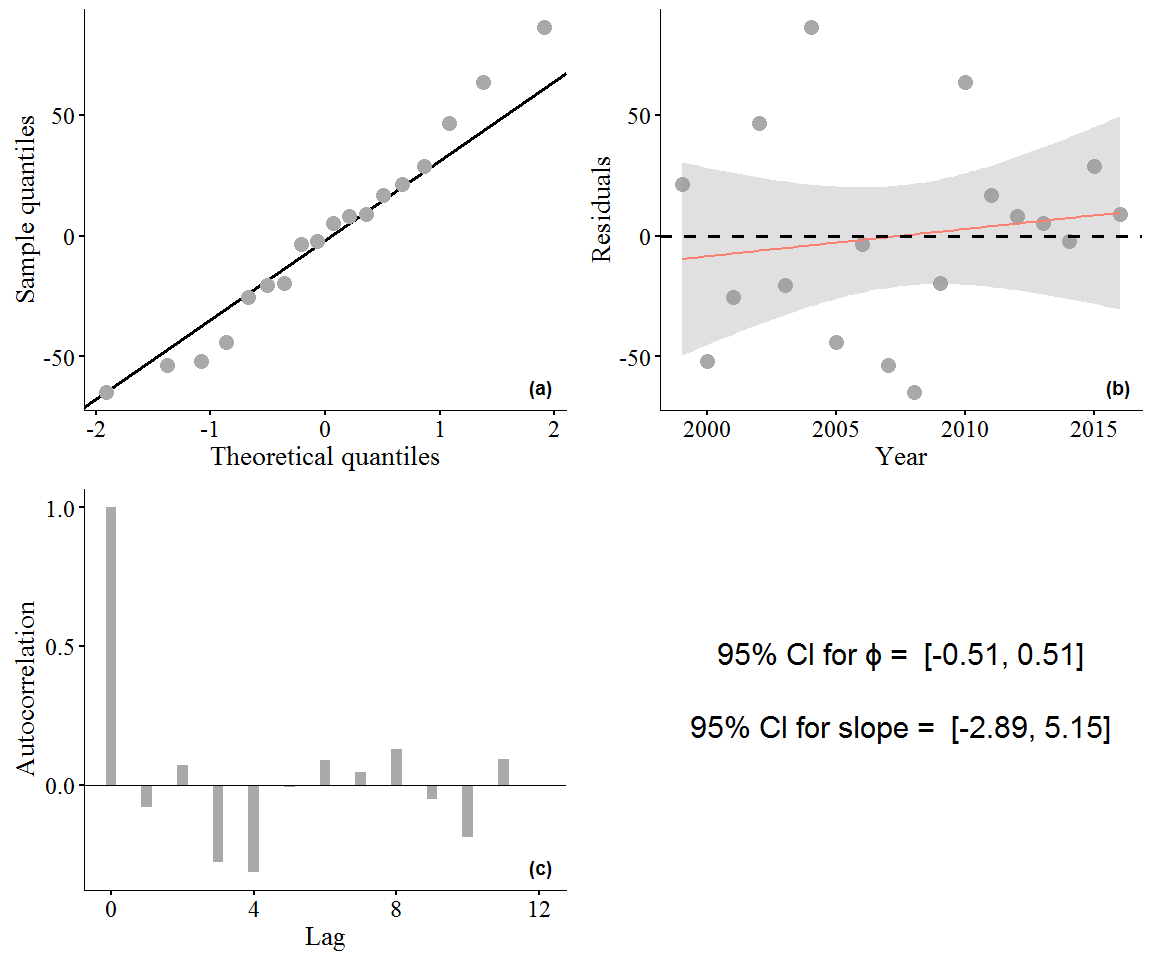 50
0
-50
Sample quantiles
-2
-1
0
1
2
Theoretical quantiles
(a)
50
0
-50
Residuals
2000
2005
2010
2015
Year
(b)
1.0
0.5
0.0
Autocorrelation
0
4
8
12
Lag
(c)
95% CI for ϕ = [-0.51, 0.51]
95% CI for slope = [-2.89, 5.15]